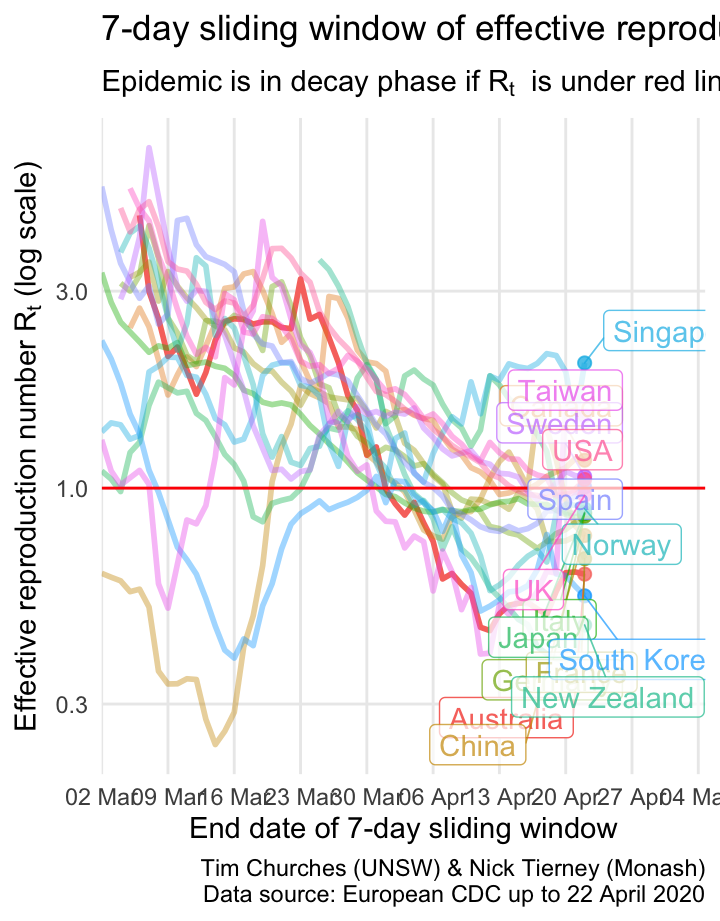 7-day sliding window of effective reprodu
Epidemic is in decay phase if Rt is under red lin
Effective reproduction number Rt (log scale)
3.0
1.0
0.3
Singap
Taiwan
Canada
Sweden
USA
Spain
Norway
UK
Italy
Japan
South Kore
France
New Zealand
Australia
China
02 Mar
09 Mar
16 Mar
23 Mar
30 Mar
06 Apr
13 Apr
20 Apr
27 Apr
04 Ma
End date of 7-day sliding window
Tim Churches (UNSW) & Nick Tierney (Monash)
Data source: European CDC up to 22 April 2020